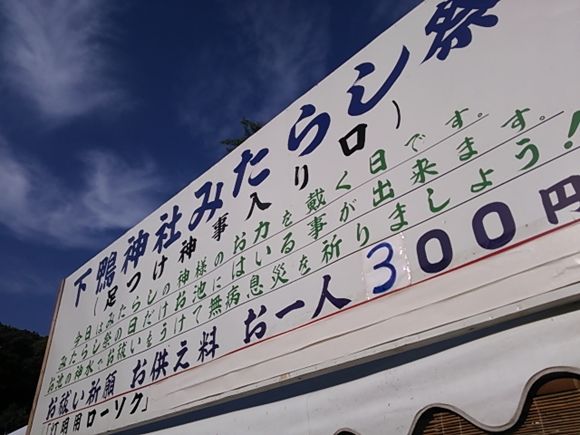 下鴨神社みたらし祭
(足つけ神事入り口)
今日はみたらしの神様のお力を戴く日です。
みたらし祭の日だけお池にはいる事が出来ます。
お池の神水でお祓いをうけて無病息災を祈りましょう!
お祓い祈願 お供え料 お一人 300円
「灯明用ローソク」